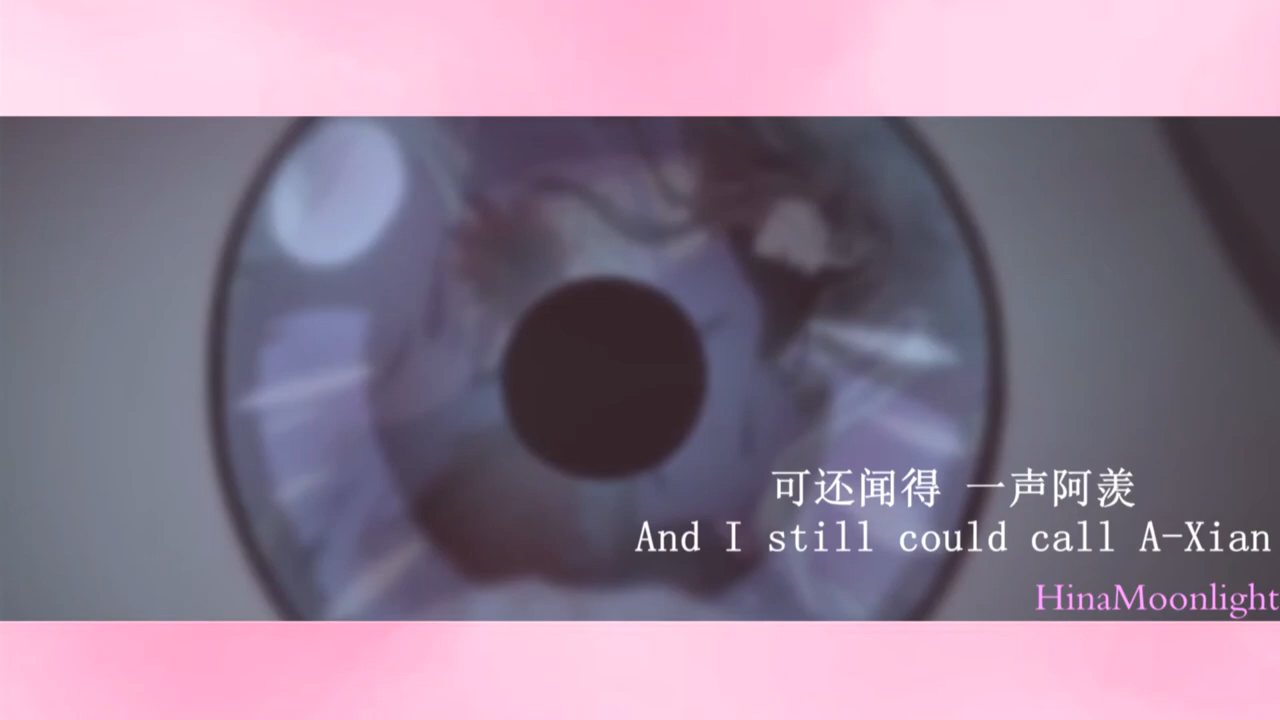 可还闻得 一声阿羡
And I still could call A-Xian
HinaMoonlight